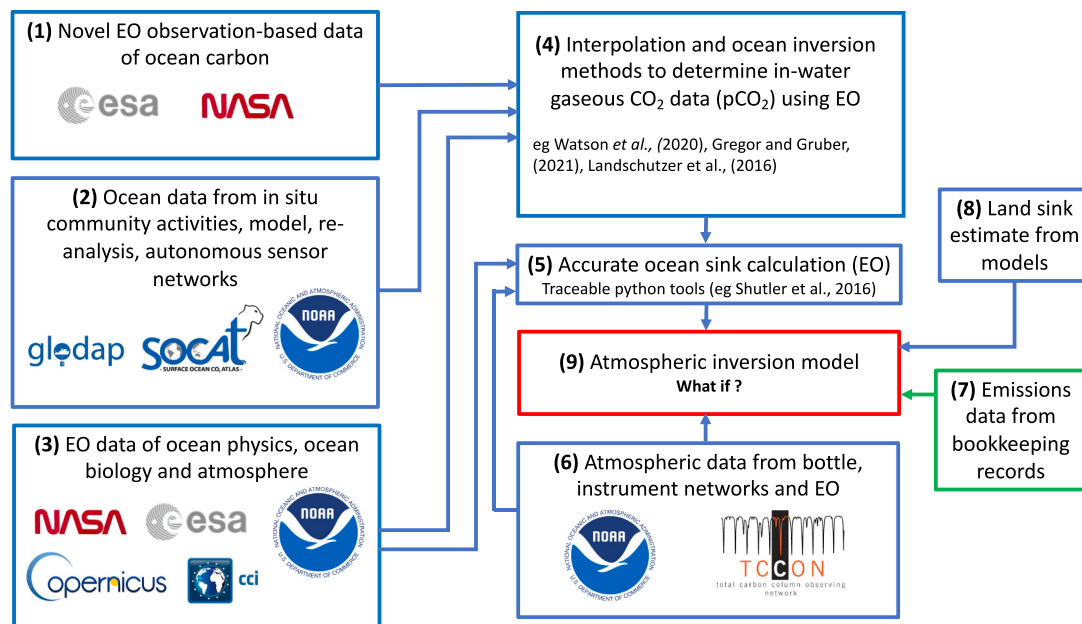 (1) Novel EO observation-based data
of ocean carbon
esa
NASA
(2) Ocean data from in situ
community activities, model, re-
analysis, autonomous sensor
networks
glodap
SOCAT
- SURFACE OCEAN CO₂ ATLAS -
NATIONAL OCEANIC AND ATMOSPHERIC ADMINISTRATION
NOAA
U.S. DEPARTMENT OF COMMERCE
(3) EO data of ocean physics, ocean
biology and atmosphere
NASA
esa
NATIONAL OCEANIC AND ATMOSPHERIC ADMINISTRATION
NOAA
U.S. DEPARTMENT OF COMMERCE
Copernicus
cci
(4) Interpolation and ocean inversion
methods to determine in-water
gaseous CO₂ data (pCO₂) using EO
eg Watson et al., (2020), Gregor and Gruber,
(2021), Landschutzer et al., (2016)
(5) Accurate ocean sink calculation (EO)
Traceable python tools (eg Shutler et al., 2016)
(9) Atmospheric inversion model
What if ?
(6) Atmospheric data from bottle,
instrument networks and EO
NATIONAL OCEANIC AND ATMOSPHERIC ADMINISTRATION
NOAA
U.S. DEPARTMENT OF COMMERCE
TCCON
total carbon column observing
network
(8) Land sink
estimate from
models
(7) Emissions
data from
bookkeeping
records